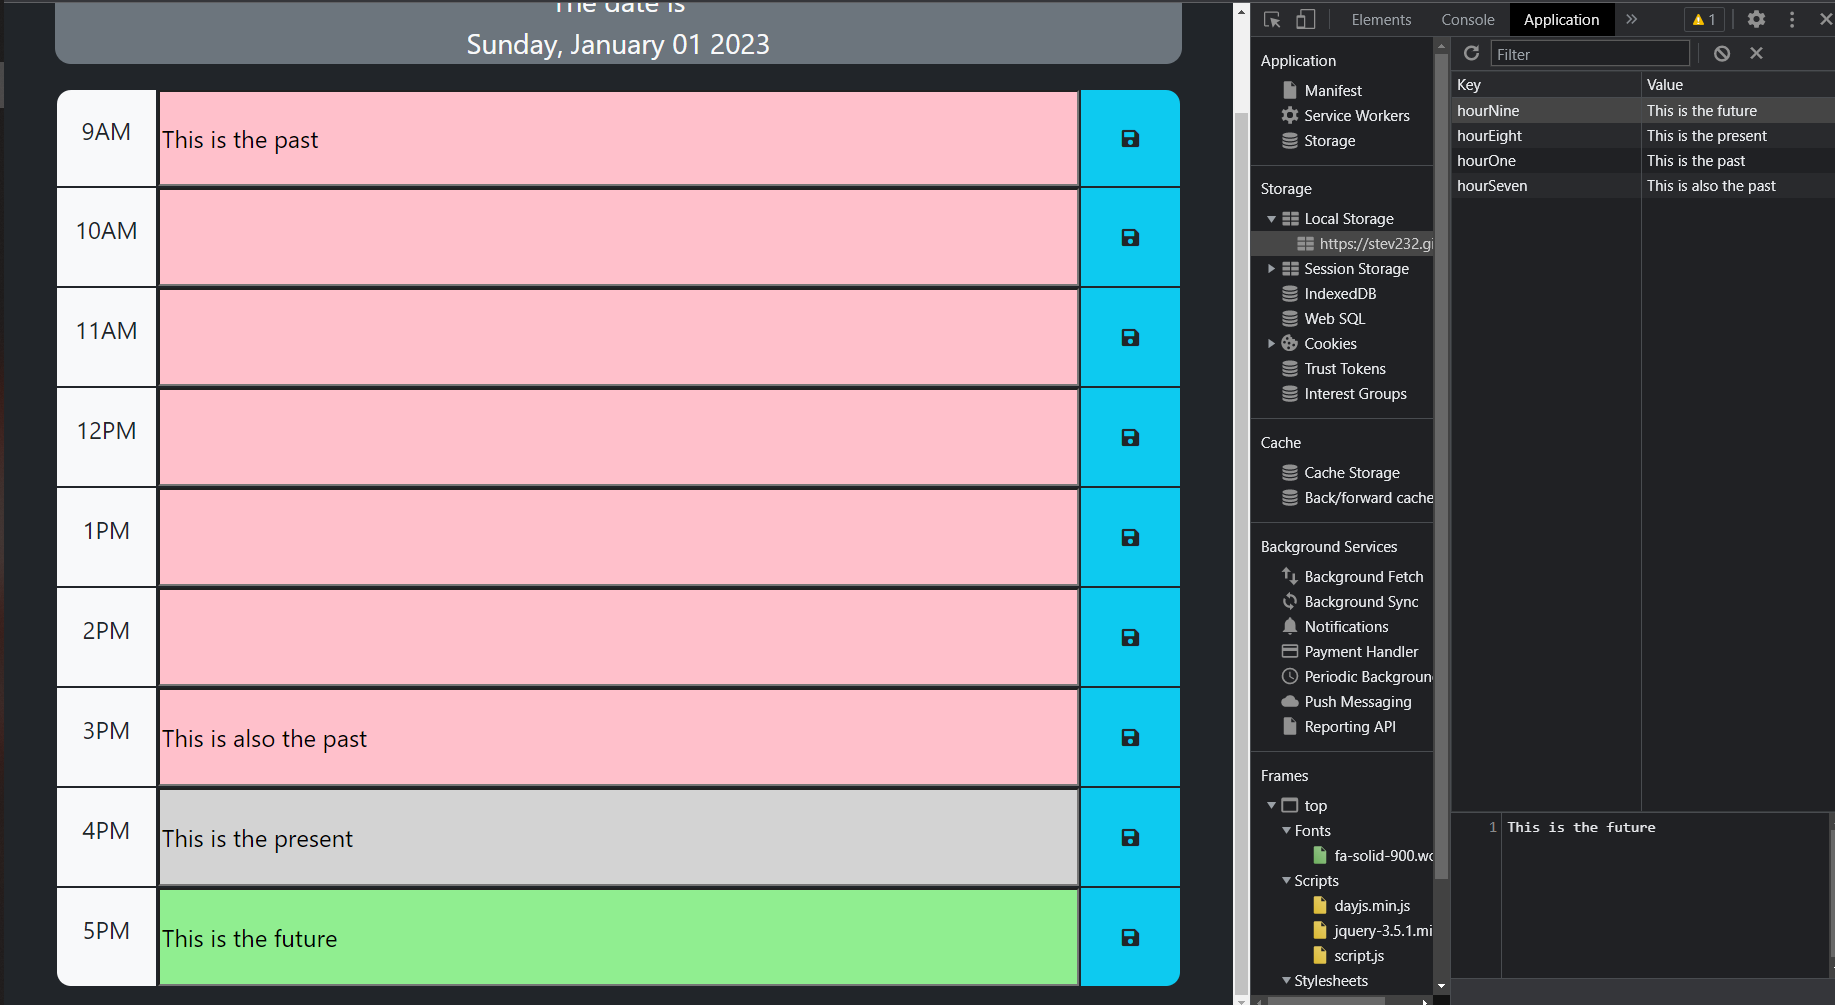 The date is
Sunday, January 01 2023
9AM
This is the past
10AM
11AM
12PM
1PM
2PM
3PM
This is also the past
4PM
This is the present
5PM
This is the future
Elements
Console
Application
»
1
Application
Manifest
Service Workers
Storage
Storage
Local Storage
https://stev232.gi
Session Storage
IndexedDB
Web SQL
Cookies
Trust Tokens
Interest Groups
Cache
Cache Storage
Back/forward cache
Background Services
Background Fetch
Background Sync
Notifications
Payment Handler
Periodic Backgroun
Push Messaging
Reporting API
Frames
top
Fonts
fa-solid-900.wo
Scripts
dayjs.min.js
jquery-3.5.1.mi
script.js
Stylesheets
Filter
Key Value
hourNine This is the future
hourEight This is the present
hourOne This is the past
hourSeven This is also the past
1 This is the future